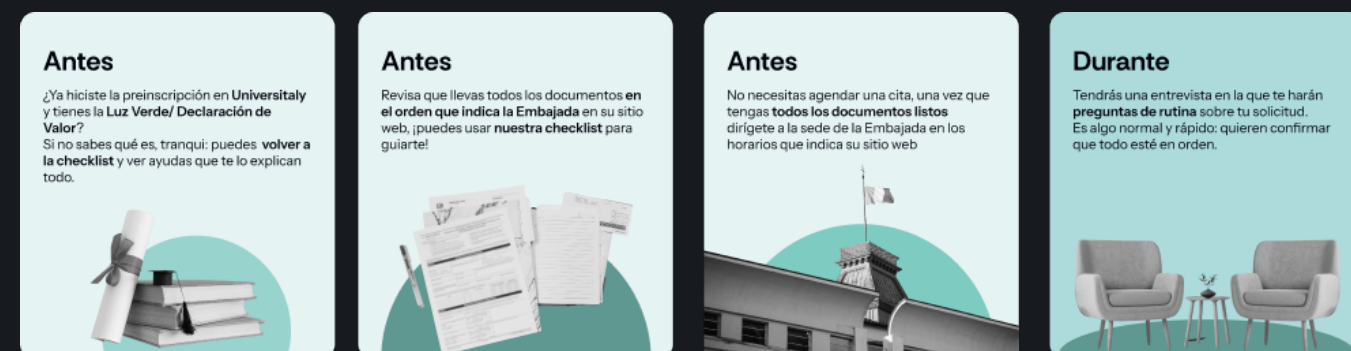 Antes
¿Ya hiciste la preinscripción en Universitaly
y tienes la Luz Verde/ Declaración de
Valor?
Si no sabes qué es, tranqui: puedes volver a
la checklist y ver ayudas que te lo explican
todo.
Antes
Revisa que llevas todos los documentos en
el orden que indica la Embajada en su sitio
web, ¡puedes usar nuestra checklist para
guiarte!
Antes
No necesitas agendar una cita, una vez que
tengas todos los documentos listos
dirígete a la sede de la Embajada en los
horarios que indica su sitio web
Durante
Tendrás una entrevista en la que te harán
preguntas de rutina sobre tu solicitud.
Es algo normal y rápido: quieren confirmar
que todo esté en orden.